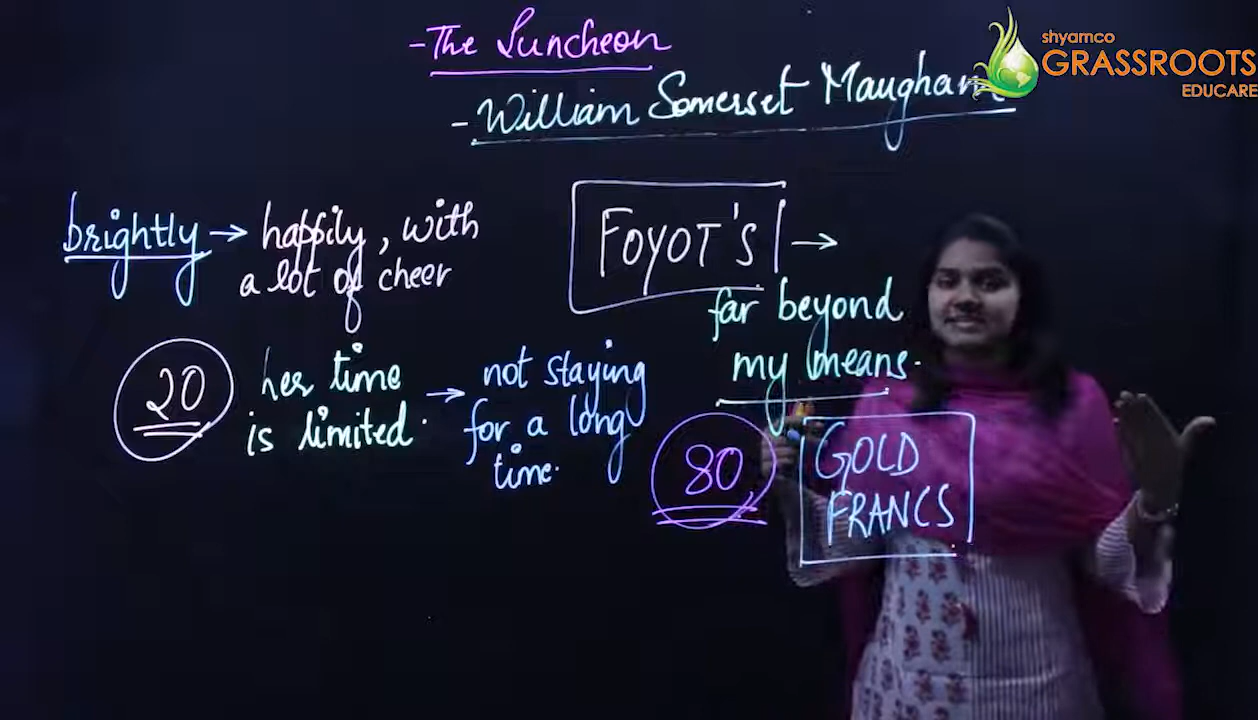 - The Luncheon
- William Somerset Maugham
shyamco
GRASSROOTS
EDUCARE
brightly → happily, with
a lot of cheer
FOYOT'S →
far beyond
my means.
20
her time
is limited.
→ not staying
for a long
time.
80
GOLD
FRANCS